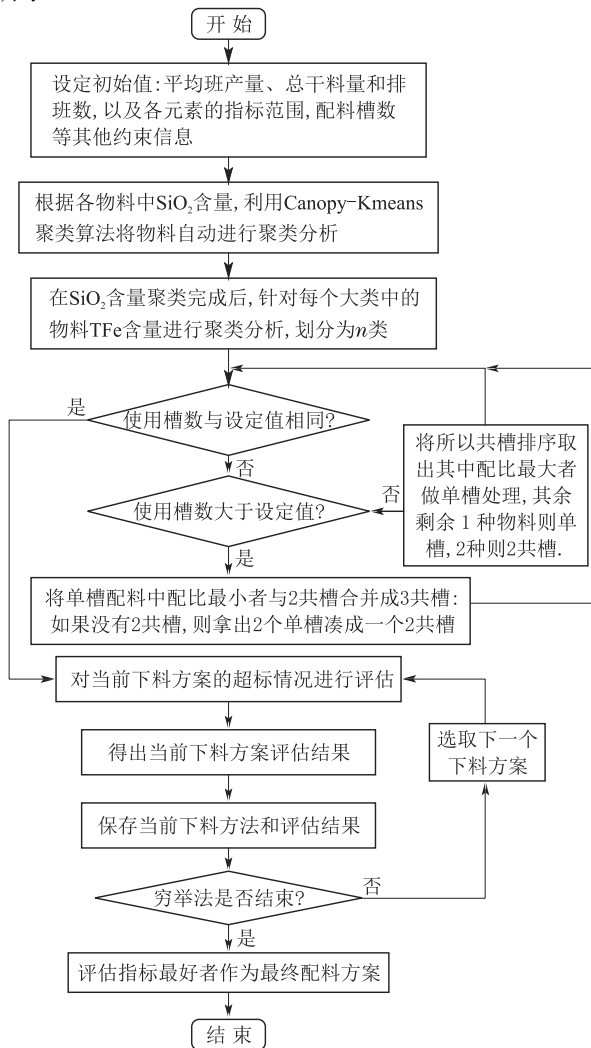 开 始
设定初始值:平均班产量、总干料量和排
班数,以及各元素的指标范围,配料槽数
等其他约束信息
根据各物料中SiO₂含量,利用Canopy-Kmeans
聚类算法将物料自动进行聚类分析
在SiO₂含量聚类完成后,针对每个大类中的
物料TFe含量进行聚类分析,划分为n类
是
使用槽数与设定值相同?
否
使用槽数大于设定值?
否
是
将所以共槽排序取
出其中配比最大者
做单槽处理,其余
剩余1种物料则单
槽,2种则2共槽.
将单槽配料中配比最小者与2共槽合并成3共槽:
如果没有2共槽,则拿出2个单槽凑成一个2共槽
对当前下料方案的超标情况进行评估
得出当前下料方案评估结果
选取下一个
下料方案
保存当前下料方法和评估结果
穷举法是否结束?
否
是
评估指标最好者作为最终配料方案
结 束